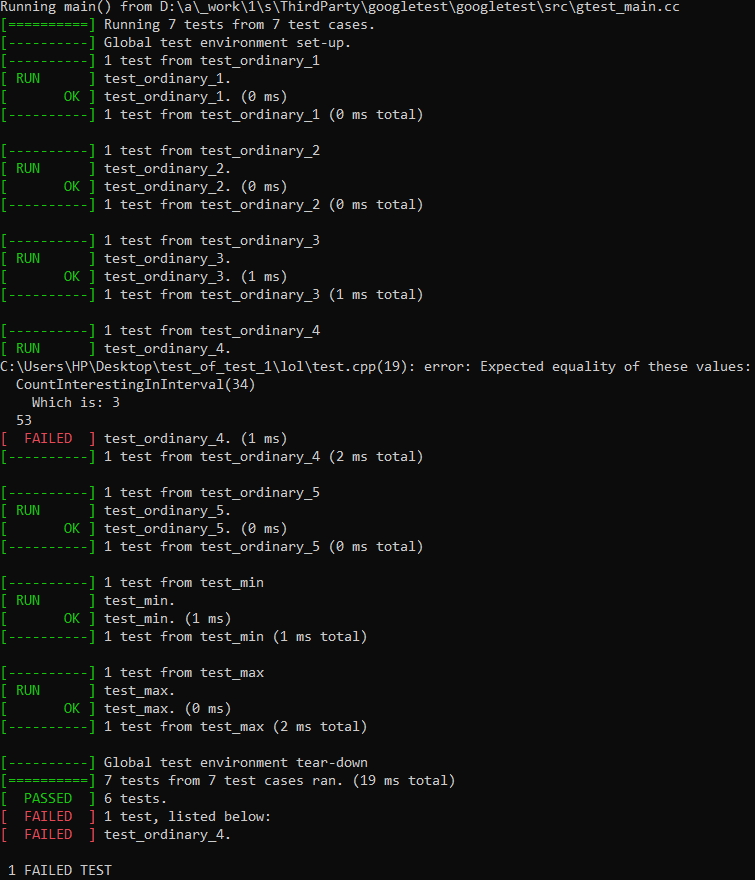 Running main() from D:\a\_work\1\s\ThirdParty\googletest\googletest\src\gtest_main.cc
[==========] Running 7 tests from 7 test cases.
[----------] Global test environment set-up.
[----------] 1 test from test_ordinary_1
[ RUN      ] test_ordinary_1.
[       OK ] test_ordinary_1. (0 ms)
[----------] 1 test from test_ordinary_1 (0 ms total)

[----------] 1 test from test_ordinary_2
[ RUN      ] test_ordinary_2.
[       OK ] test_ordinary_2. (0 ms)
[----------] 1 test from test_ordinary_2 (0 ms total)

[----------] 1 test from test_ordinary_3
[ RUN      ] test_ordinary_3.
[       OK ] test_ordinary_3. (1 ms)
[----------] 1 test from test_ordinary_3 (1 ms total)

[----------] 1 test from test_ordinary_4
[ RUN      ] test_ordinary_4.
C:\Users\HP\Desktop\test_of_test_1\lol\test.cpp(19): error: Expected equality of these values:
  CountInterestingInInterval(34)
    Which is: 3
  53
[  FAILED  ] test_ordinary_4. (1 ms)
[----------] 1 test from test_ordinary_4 (2 ms total)

[----------] 1 test from test_ordinary_5
[ RUN      ] test_ordinary_5.
[       OK ] test_ordinary_5. (0 ms)
[----------] 1 test from test_ordinary_5 (0 ms total)

[----------] 1 test from test_min
[ RUN      ] test_min.
[       OK ] test_min. (1 ms)
[----------] 1 test from test_min (1 ms total)

[----------] 1 test from test_max
[ RUN      ] test_max.
[       OK ] test_max. (0 ms)
[----------] 1 test from test_max (2 ms total)

[----------] Global test environment tear-down
[==========] 7 tests from 7 test cases ran. (19 ms total)
[  PASSED  ] 6 tests.
[  FAILED  ] 1 test, listed below:
[  FAILED  ] test_ordinary_4.

 1 FAILED TEST